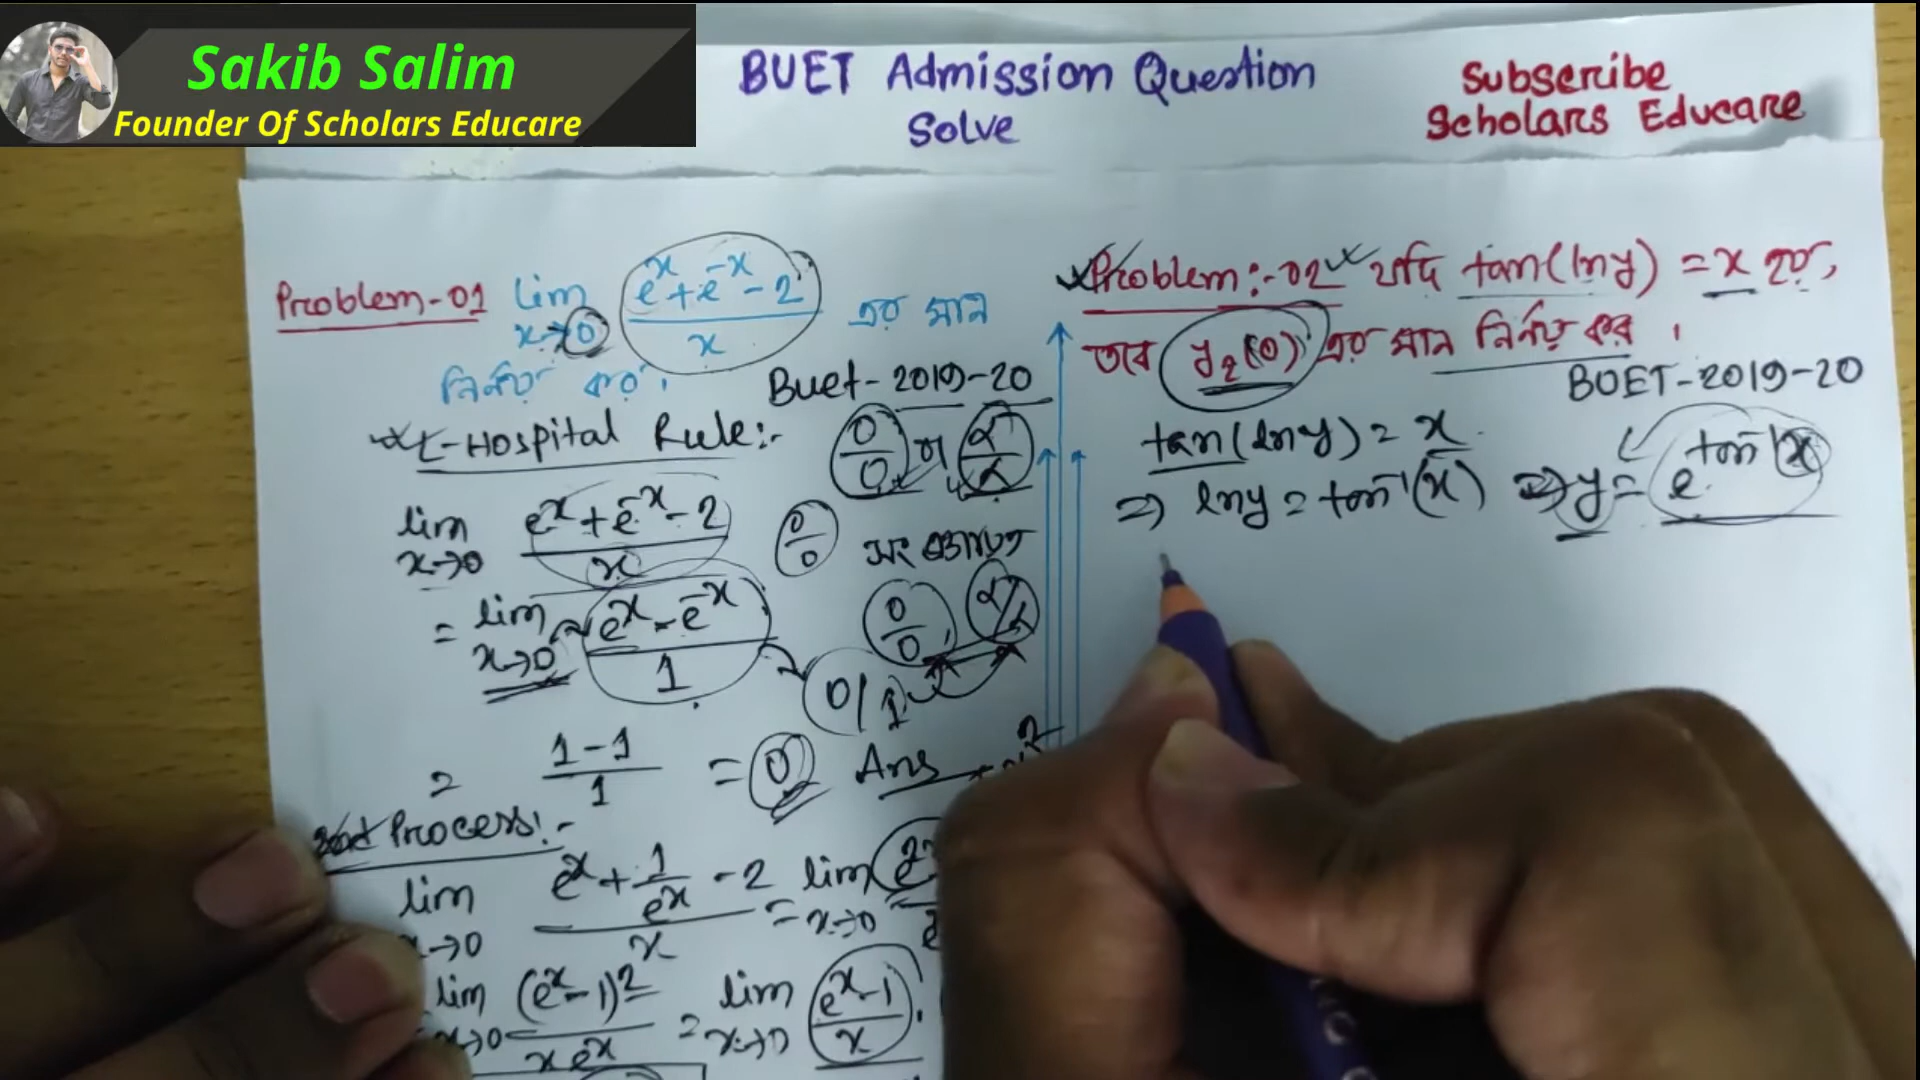 Sakib Salim
Founder Of Scholars Educare
BUET Admission Question
Solve
Subscribe
Scholars Educare
Problem-01 lim x→0 (e^x + e^-x - 2)/x এর মান
নির্ণয় কর।
Buet-2019-20
L-Hospital Rule:-
0/0 বা α/α
lim x→0 (e^x + e^-x - 2)/x 0/0
= lim x→0 (e^x - e^-x)/1
0/0, α/α
0/1
= (1-1)/1 = 0 Ans
Process:-
lim x→0 (e^x + 1/e^x - 2)/x = lim x→0
lim x→0 (e^x-1)^2/(x e^x) = lim x→0 (e^x-1)/x .
Problem:-02 যদি tan(lny) = x হয়,
তবে y₂(0) এর মান নির্ণয় কর।
BUET-2019-20
tan(lny) = x
⇒ lny = tan^-1(x) ⇒ y = e^tan^-1(x)